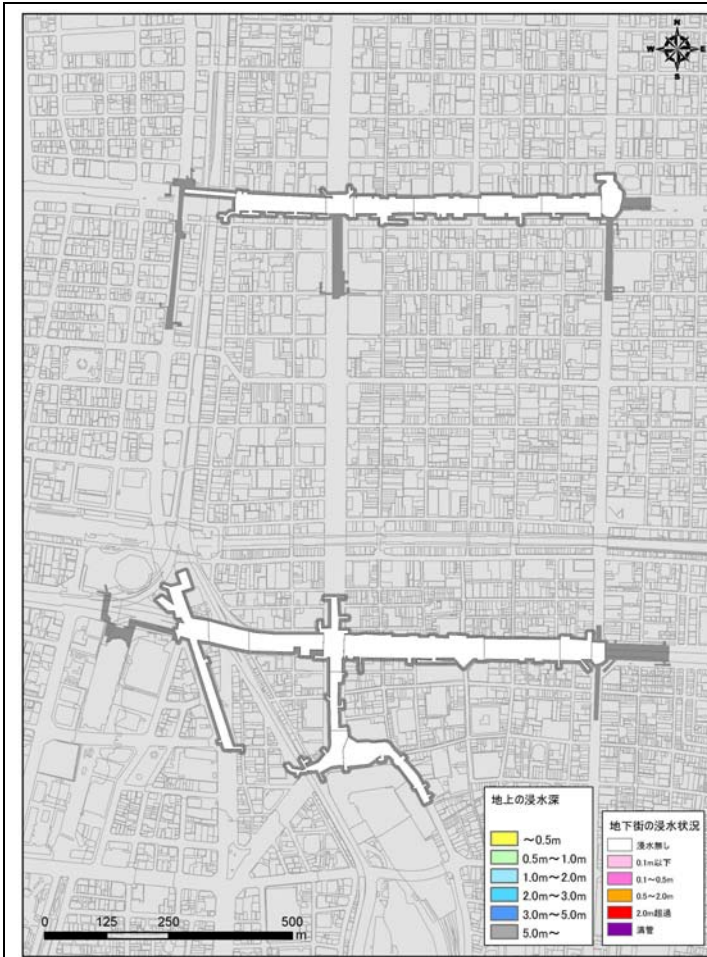 N
W E
S
地上の浸水深
～0.5m
0.5m～1.0m
1.0m～2.0m
2.0m～3.0m
3.0m～5.0m
5.0m～
地下街の浸水状況
浸水無し
0.1m以下
0.1～0.5m
0.5～2.0m
2.0m超過
満管
0 125 250 500
m